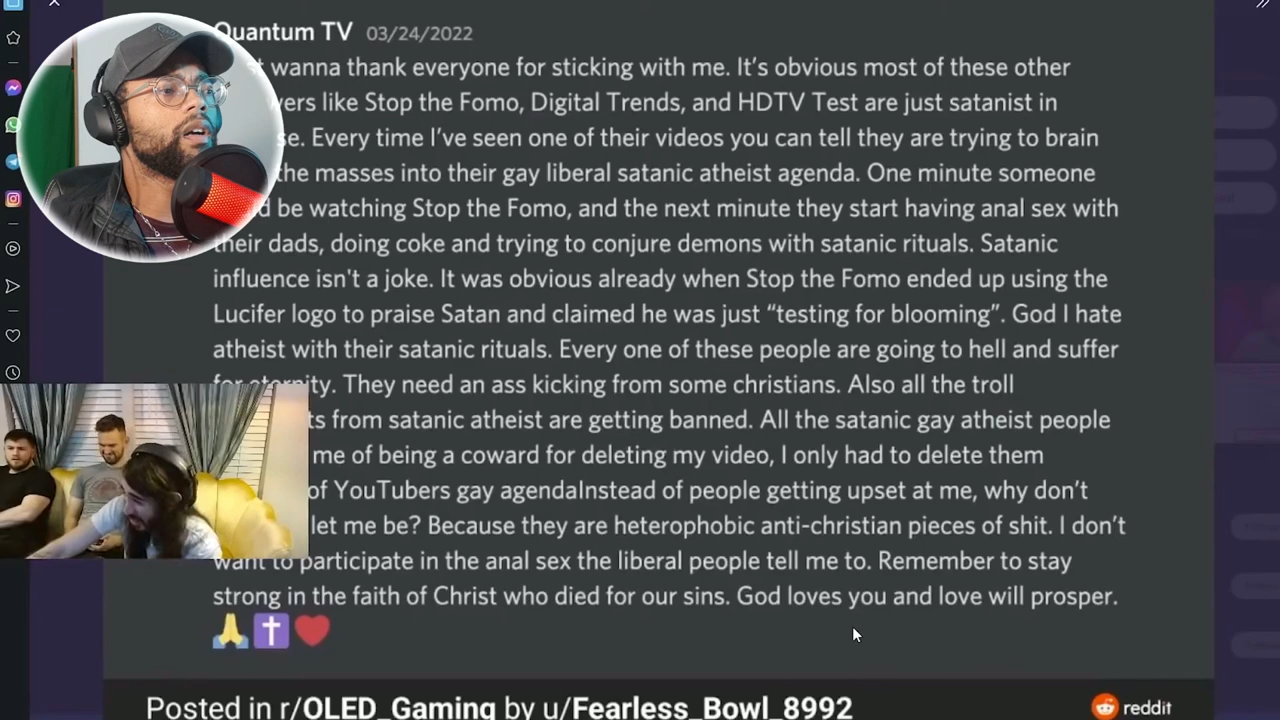 Quantum TV 03/24/2022
wanna thank everyone for sticking with me. It's obvious most of these other
like Stop the Fomo, Digital Trends, and HDTV Test are just satanist in
Every time I've seen one of their videos you can tell they are trying to brain
the masses into their gay liberal satanic atheist agenda. One minute someone
be watching Stop the Fomo, and the next minute they start having anal sex with
their dads, doing coke and trying to conjure demons with satanic rituals. Satanic
influence isn't a joke. It was obvious already when Stop the Fomo ended up using the
Lucifer logo to praise Satan and claimed he was just "testing for blooming". God I hate
atheist with their satanic rituals. Every one of these people are going to hell and suffer
for eternity. They need an ass kicking from some christians. Also all the troll
from satanic atheist are getting banned. All the satanic gay atheist people
me of being a coward for deleting my video, I only had to delete them
of YouTubers gay agendaInstead of people getting upset at me, why don't
let me be? Because they are heterophobic anti-christian pieces of shit. I don't
want to participate in the anal sex the liberal people tell me to. Remember to stay
strong in the faith of Christ who died for our sins. God loves you and love will prosper.
🙏 ✝️ ❤️
Posted in r/OLED_Gaming by u/Fearless_Bowl_8992
reddit